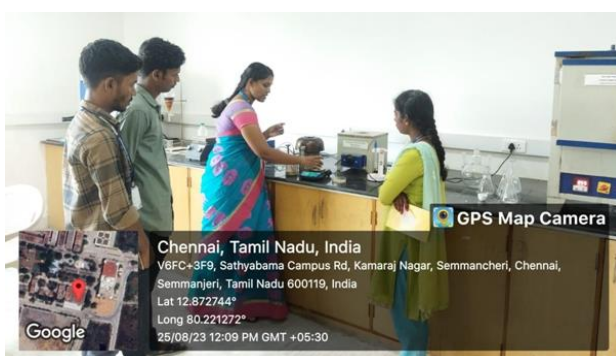 GPS Map Camera
Chennai, Tamil Nadu, India
V6FC+3F9, Sathyabama Campus Rd, Kamaraj Nagar, Semmancheri, Chennai,
Semmanjeri, Tamil Nadu 600119, India
Lat 12.872744°
Long 80.221272°
25/08/23 12:09 PM GMT +05:30
Google